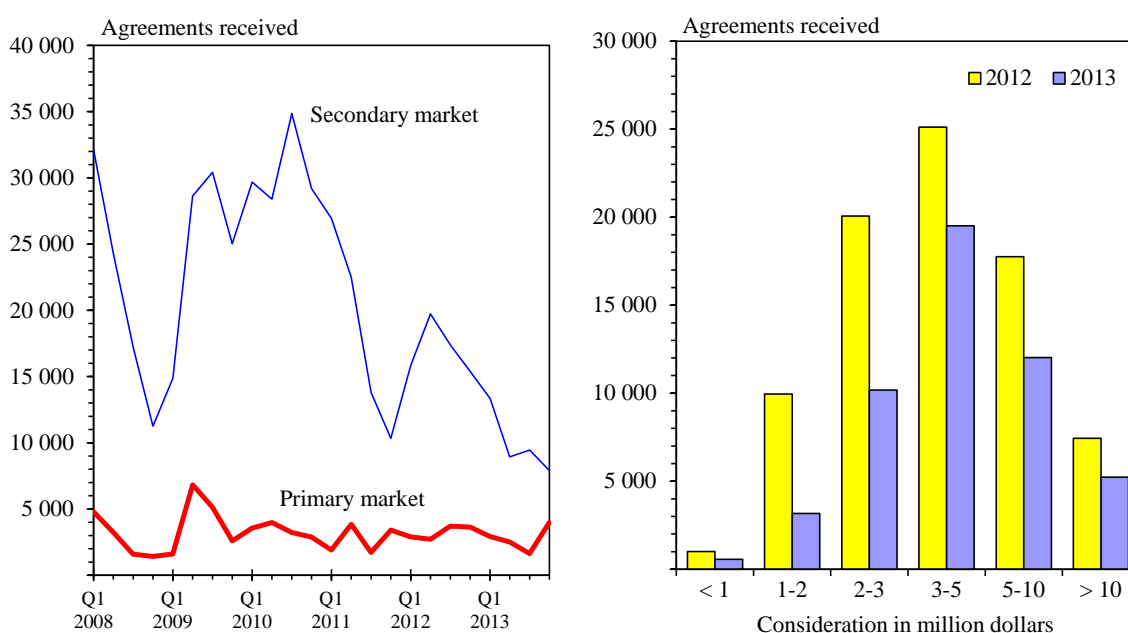 Agreements received
40 000
35 000
30 000
25 000
20 000
15 000
10 000
5 000
Secondary market
Primary market
Q1 Q1 Q1 Q1 Q1 Q1
2008 2009 2010 2011 2012 2013
Agreements received
30 000
25 000
20 000
15 000
10 000
5 000
2012 2013
< 1 1-2 2-3 3-5 5-10 > 10
Consideration in million dollars